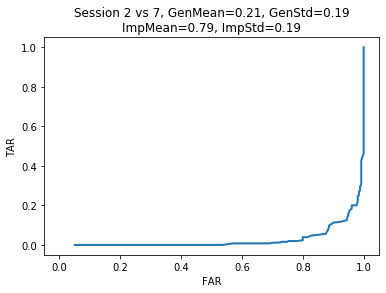 Session 2 vs 7, GenMean=0.21, GenStd=0.19
ImpMean=0.79, ImpStd=0.19
1.0
0.8
0.6
0.4
0.2
0.0
TAR
0.0 0.2 0.4 0.6 0.8 1.0
FAR